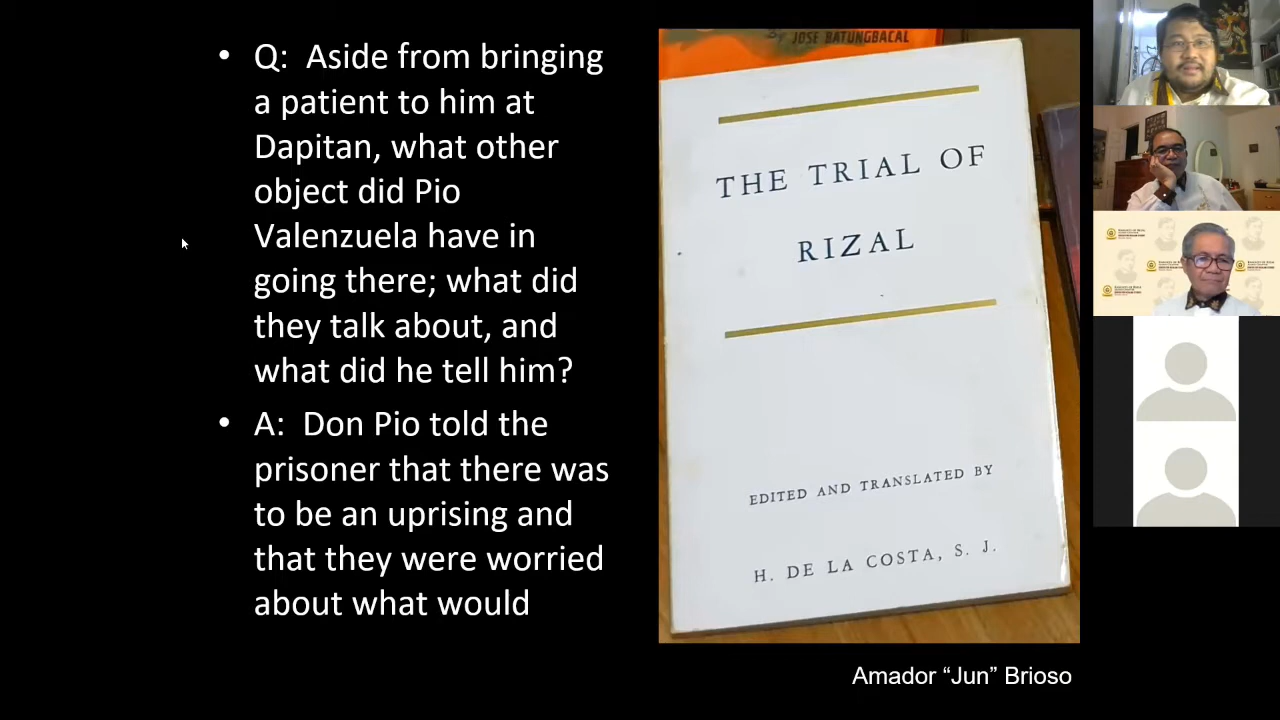 • Q: Aside from bringing
a patient to him at
Dapitan, what other
object did Pio
Valenzuela have in
going there; what did
they talk about, and
what did he tell him?
• A: Don Pio told the
prisoner that there was
to be an uprising and
that they were worried
about what would
By JOSE BATUNGBACAL
THE TRIAL OF
RIZAL
EDITED AND TRANSLATED BY
H. DE LA COSTA, S. J.
Amador “Jun” Brioso